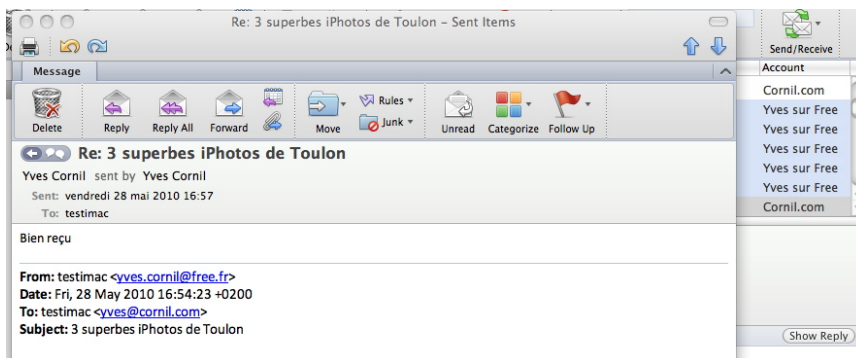 Re: 3 superbes iPhotos de Toulon – Sent Items
Send/Receive
Message
Account
Delete Reply Reply All Forward Move Rules Junk Unread Categorize Follow Up
Cornil.com
Yves sur Free
Yves sur Free
Yves sur Free
Yves sur Free
Yves sur Free
Cornil.com
Re: 3 superbes iPhotos de Toulon
Yves Cornil sent by Yves Cornil
Sent: vendredi 28 mai 2010 16:57
To: testimac
Bien reçu
From: testimac <yves.cornil@free.fr>
Date: Fri, 28 May 2010 16:54:23 +0200
To: testimac <yves@cornil.com>
Subject: 3 superbes iPhotos de Toulon
Show Reply